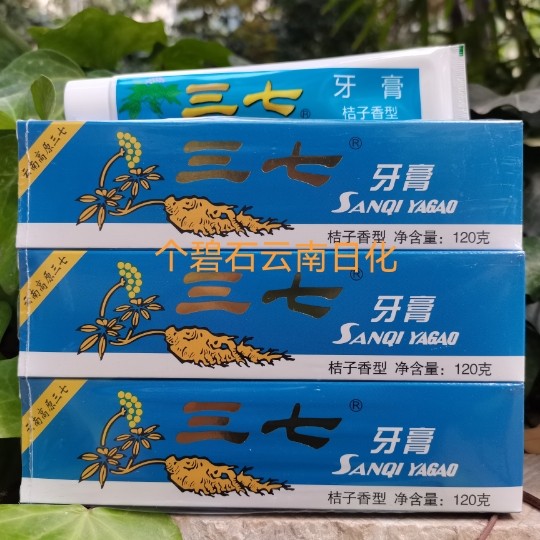 三七®
牙膏
桔子香型
云南高原三七
三七®
牙膏
SANQI YAGAO
桔子香型 净含量：120克
个碧石云南日化
云南高原三七
三七®
牙膏
SANQI YAGAO
桔子香型 净含量：120克
云南高原三七
三七®
牙膏
SANQI YAGAO
桔子香型 净含量：120克